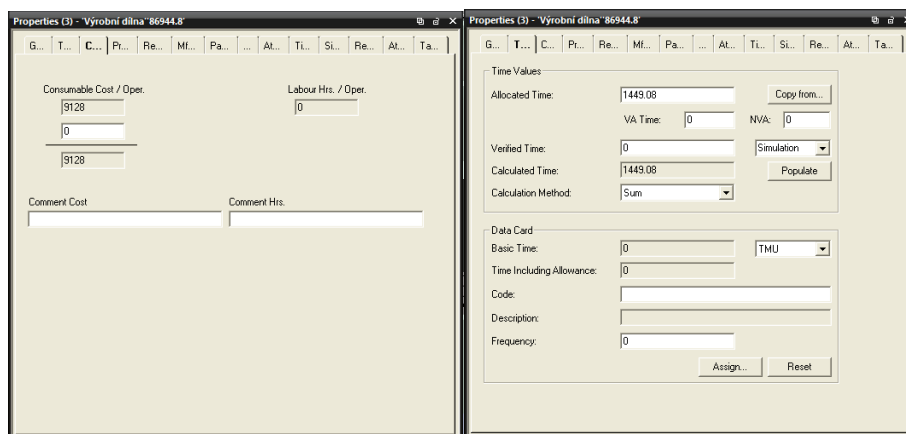 Properties (3) - 'Výrobní dílna''86944.8'
G... T... C... Pr... Re... Mf... Pa... ... At... Ti... Si... Re... At... Ta...
Consumable Cost / Oper. Labour Hrs. / Oper.
9128 0
0
9128
Comment Cost Comment Hrs.
Properties (3) - 'Výrobní dílna''86944.8'
G... T... C... Pr... Re... Mf... Pa... ... At... Ti... Si... Re... At... Ta...
Time Values
Allocated Time: 1449.08 Copy from...
VA Time: 0 NVA: 0
Verified Time: 0 Simulation
Calculated Time: 1449.08 Populate
Calculation Method: Sum
Data Card
Basic Time: 0 TMU
Time Including Allowance: 0
Code:
Description:
Frequency: 0
Assign... Reset